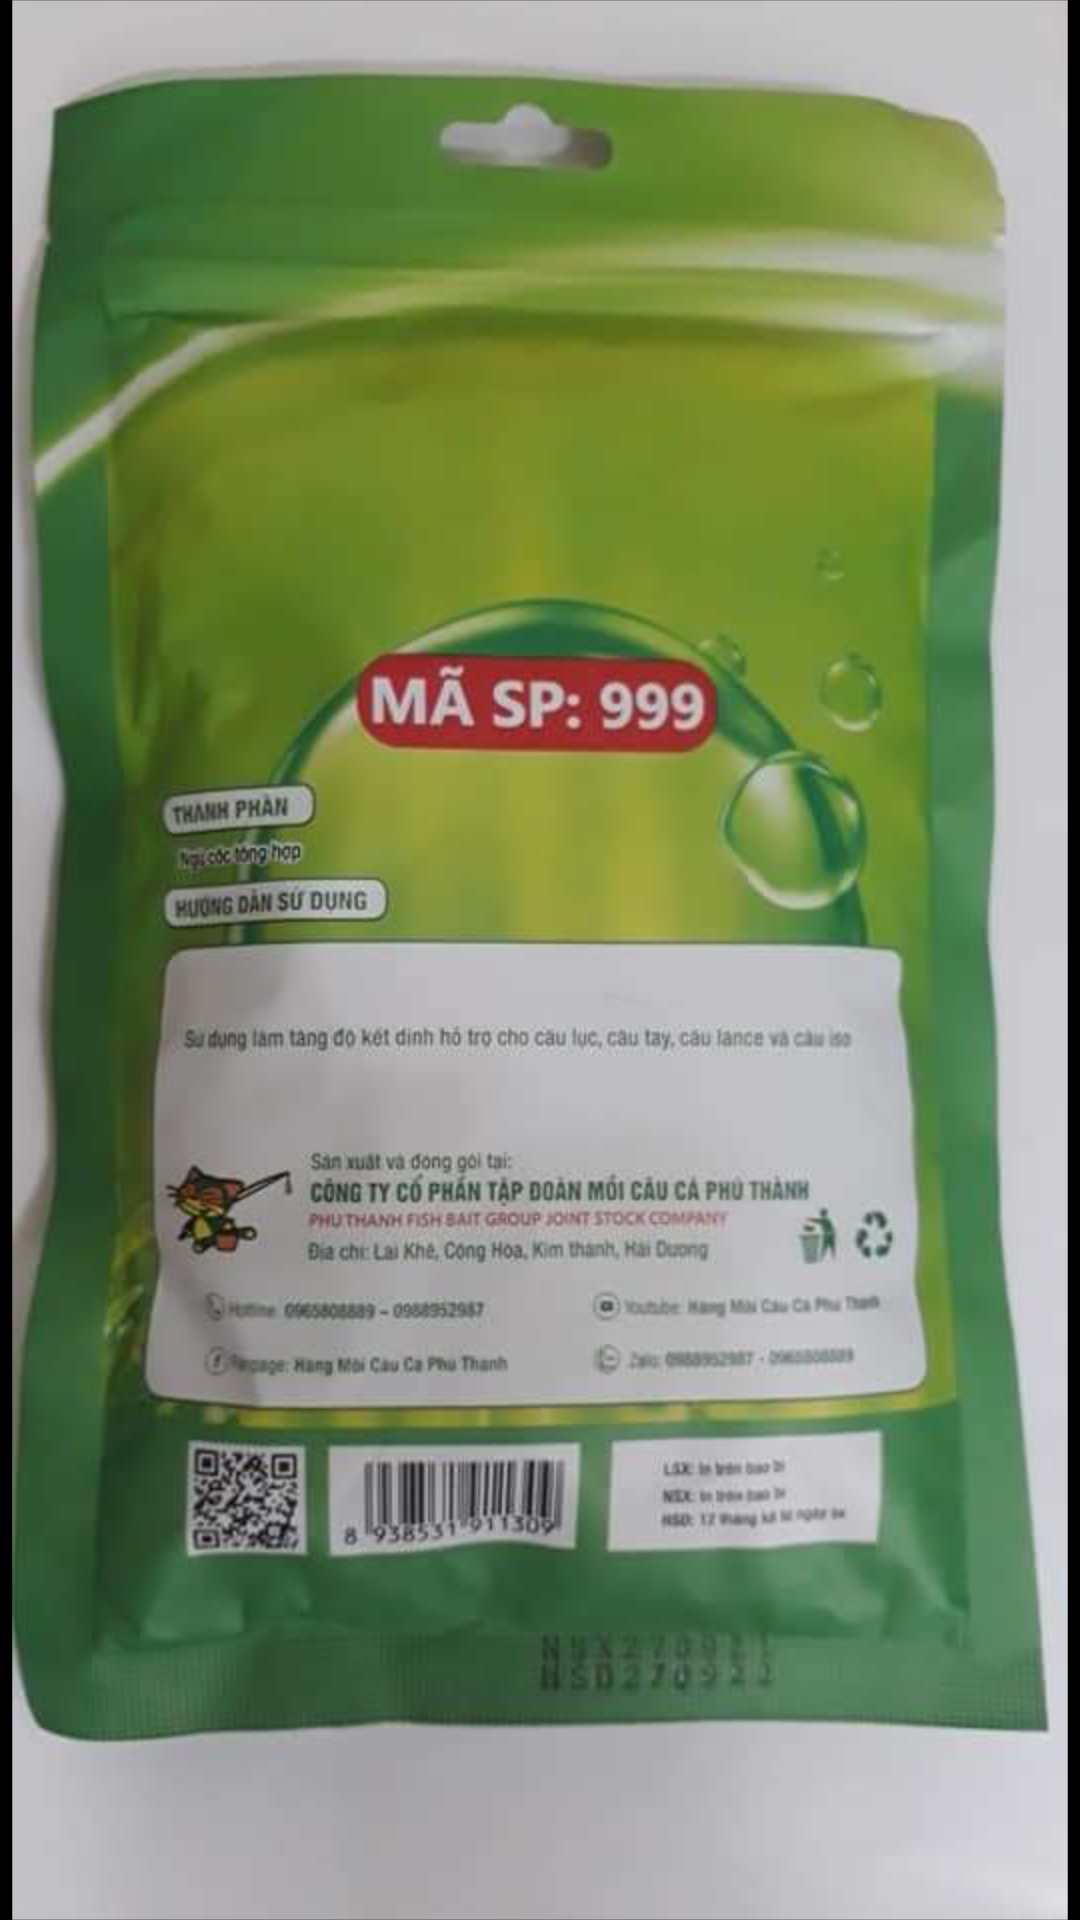 MÃ SP: 999
THÀNH PHẦN
Ngũ cốc tổng hợp
HƯỚNG DẪN SỬ DỤNG
Sử dụng làm tăng độ kết dính hỗ trợ cho câu lục, câu tay, câu lance và câu iso
Sản xuất và đóng gói tại:
CÔNG TY CỔ PHẦN TẬP ĐOÀN MỒI CÂU CÁ PHÚ THÀNH
PHU THANH FISH BAIT GROUP JOINT STOCK COMPANY
Địa chỉ: Lai Khê, Cộng Hòa, Kim thành, Hải Dương
Hotline: 0965808889 - 0988952987
Youtube: Hàng Mồi Câu Cá Phú Thành
Fanpage: Hàng Mồi Câu Cá Phú Thành
Zalo: 0988952987 - 0965808889
8 938531 911309
LSX: In trên bao bì
NSX: In trên bao bì
HSD: 12 tháng kể từ ngày sx
NSX270921
HSD270922